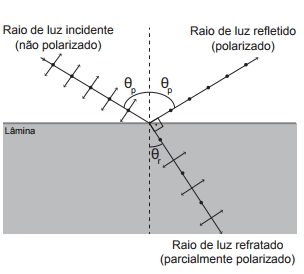 Raio de luz incidente
(não polarizado)
Raio de luz refletido
(polarizado)
θp
θp
Lâmina
θr
Raio de luz refratado
(parcialmente polarizado)